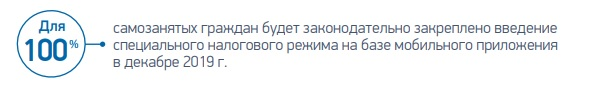 Для
100%
самозанятых граждан будет законодательно закреплено введение
специального налогового режима на базе мобильного приложения
в декабре 2019 г.